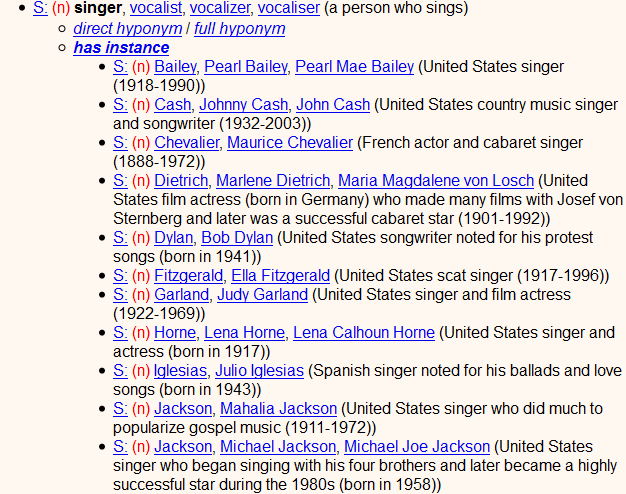 S: (n) singer, vocalist, vocalizer, vocaliser (a person who sings)
direct hyponym / full hyponym
has instance
S: (n) Bailey, Pearl Bailey, Pearl Mae Bailey (United States singer
(1918-1990))
S: (n) Cash, Johnny Cash, John Cash (United States country music singer
and songwriter (1932-2003))
S: (n) Chevalier, Maurice Chevalier (French actor and cabaret singer
(1888-1972))
S: (n) Dietrich, Marlene Dietrich, Maria Magdalene von Losch (United
States film actress (born in Germany) who made many films with Josef von
Sternberg and later was a successful cabaret star (1901-1992))
S: (n) Dylan, Bob Dylan (United States songwriter noted for his protest
songs (born in 1941))
S: (n) Fitzgerald, Ella Fitzgerald (United States scat singer (1917-1996))
S: (n) Garland, Judy Garland (United States singer and film actress
(1922-1969))
S: (n) Horne, Lena Horne, Lena Calhoun Horne (United States singer and
actress (born in 1917))
S: (n) Iglesias, Julio Iglesias (Spanish singer noted for his ballads and love
songs (born in 1943))
S: (n) Jackson, Mahalia Jackson (United States singer who did much to
popularize gospel music (1911-1972))
S: (n) Jackson, Michael Jackson, Michael Joe Jackson (United States
singer who began singing with his four brothers and later became a highly
successful star during the 1980s (born in 1958))